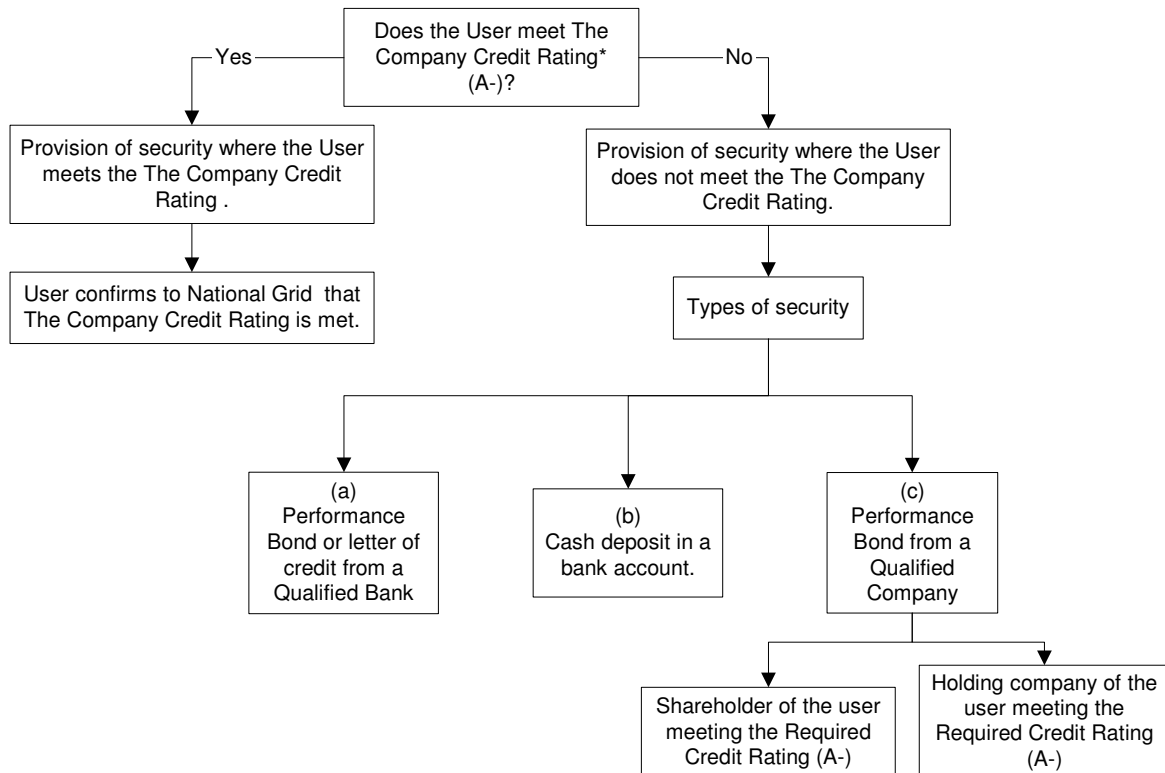 Does the User meet The
Company Credit Rating*
(A-)?
Yes
No
Provision of security where the User
meets the The Company Credit
Rating .
Provision of security where the User
does not meet the The Company
Credit Rating.
User confirms to National Grid  that
The Company Credit Rating is met.
Types of security
(a)
Performance
Bond or letter of
credit from a
Qualified Bank
(b)
Cash deposit in a
bank account.
(c)
Performance
Bond from a
Qualified
Company
Shareholder of the user
meeting the Required
Credit Rating (A-)
Holding company of the
user meeting the
Required Credit Rating
(A-)